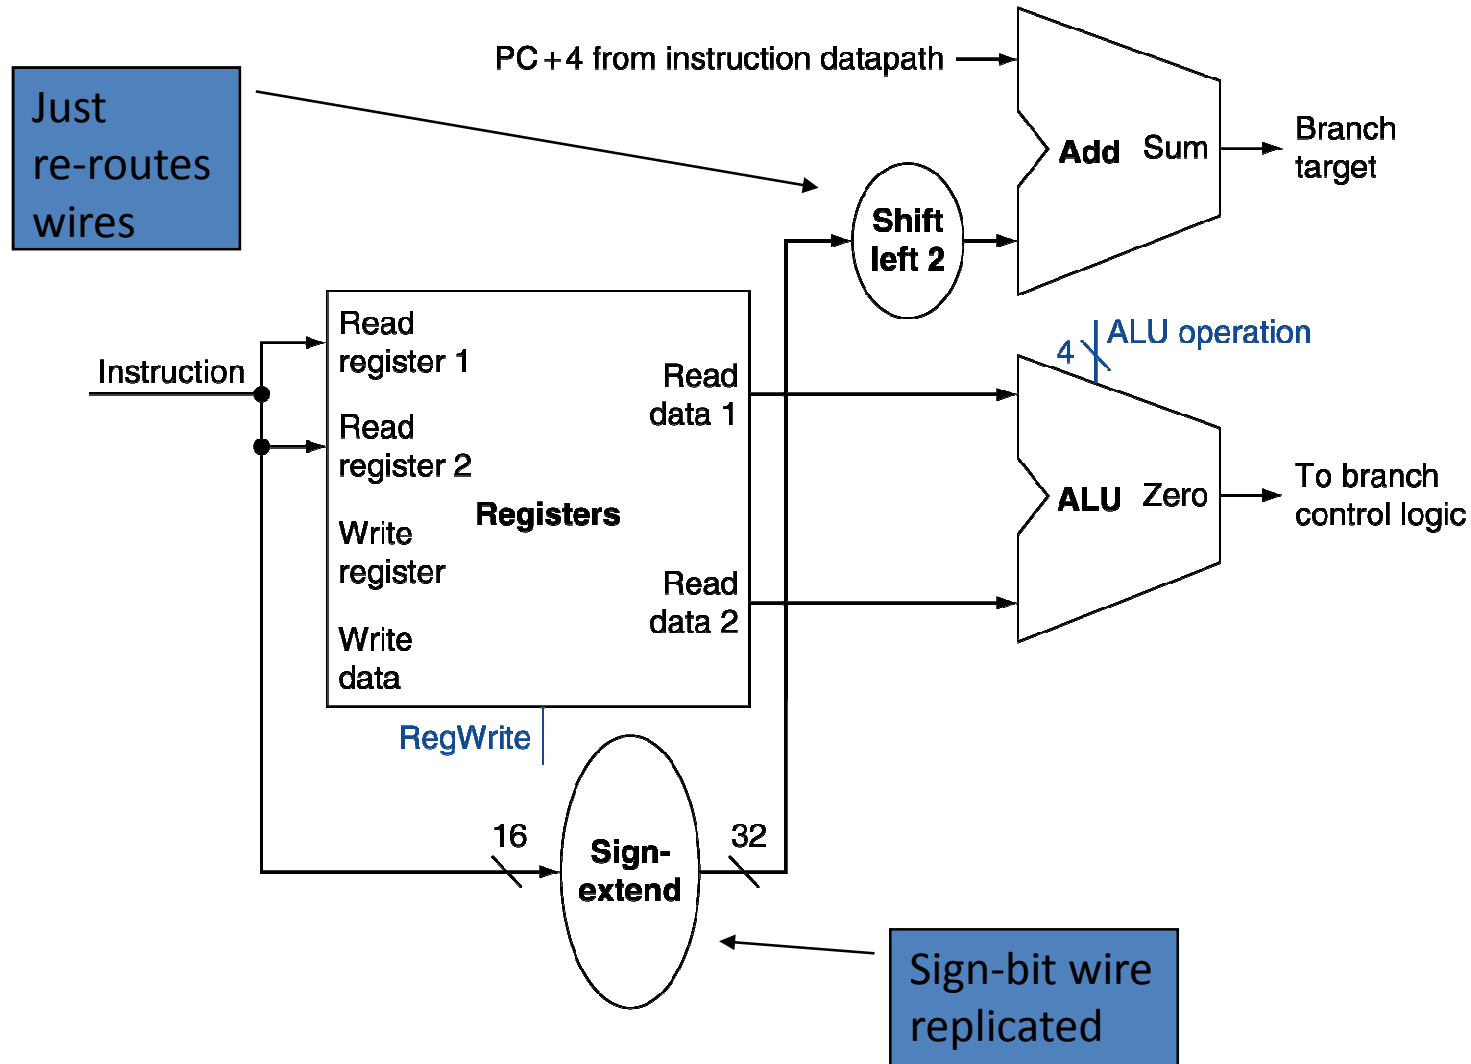 PC + 4 from instruction datapath
Just
re-routes
wires
Add Sum
Branch
target
Shift
left 2
Instruction
Read
register 1
Read
register 2
Write
register
Write
data
Registers
Read
data 1
Read
data 2
RegWrite
4
ALU operation
ALU Zero
To branch
control logic
16
Sign-
extend
32
Sign-bit wire
replicated